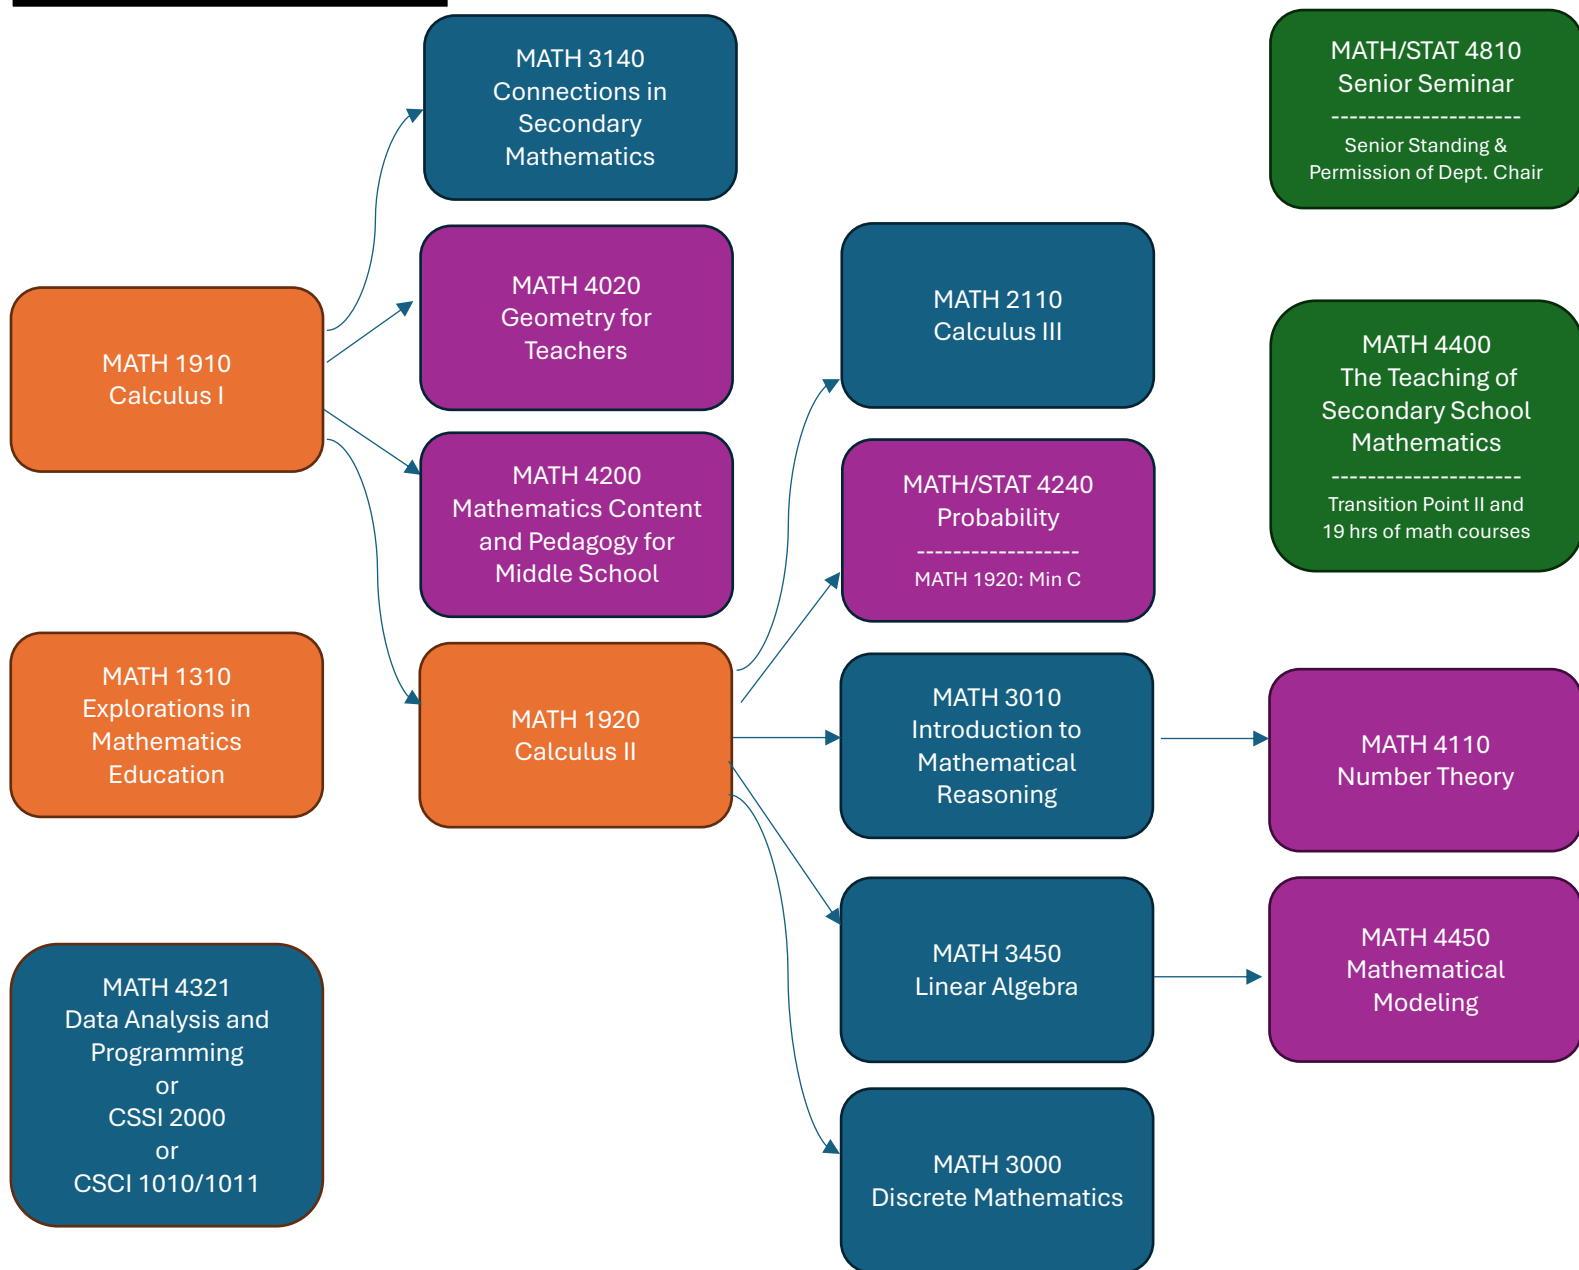 MATH 3140
Connections in
Secondary
Mathematics
MATH/STAT 4810
Senior Seminar
---------------------
Senior Standing &
Permission of Dept. Chair
MATH 4020
Geometry for
Teachers
MATH 2110
Calculus III
MATH 1910
Calculus I
MATH 4400
The Teaching of
Secondary School
Mathematics
---------------------
Transition Point II and
19 hrs of math courses
MATH 4200
Mathematics Content
and Pedagogy for
Middle School
MATH/STAT 4240
Probability
------------------
MATH 1920: Min C
MATH 1310
Explorations in
Mathematics
Education
MATH 1920
Calculus II
MATH 3010
Introduction to
Mathematical
Reasoning
MATH 4110
Number Theory
MATH 4321
Data Analysis and
Programming
or
CSSI 2000
or
CSCI 1010/1011
MATH 3450
Linear Algebra
MATH 4450
Mathematical
Modeling
MATH 3000
Discrete Mathematics